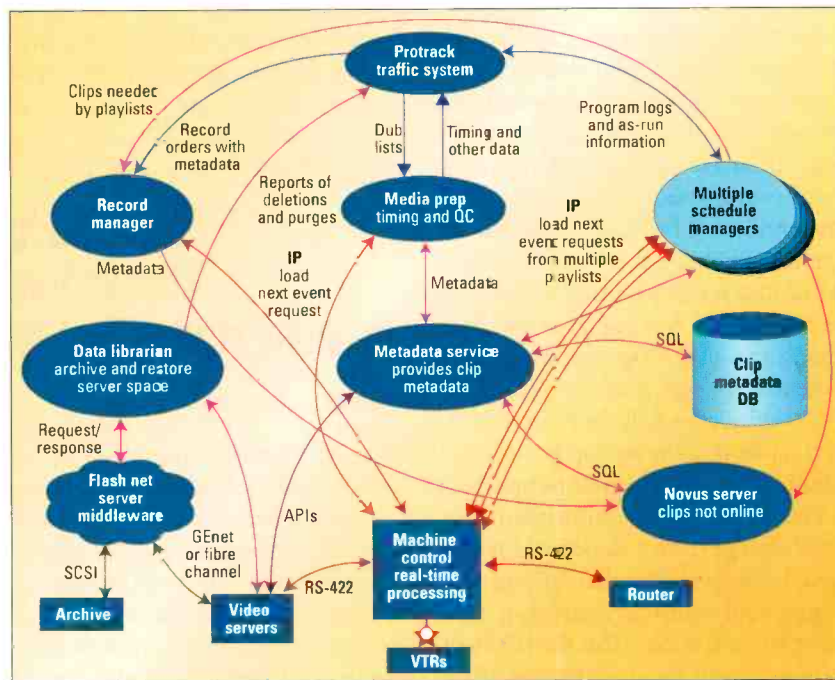 Protrack
traffic system
Clips needed
by playlists
Record
orders with
metadata
Dub
lists
Timing and
other data
Program logs
and as-run
information
Record
manager
Reports of
deletions
and purges
Media prep
timing and QC
Multiple
schedule
managers
IP
load next
event requests
from multiple
playlists
Metadata
IP
load
next event
request
Metadata
Data librarian
archive and restore
server space
Metadata service
provides clip
metadata
SQL
Clip
metadata
DB
Request/
response
Flash net
server
middleware
APIs
SQL
Novus server
clips not online
GEnet
or fibre
channel
SCSI
Machine
control
real-time
processing
RS-422
RS-422
Archive
Video
servers
Router
VTRs